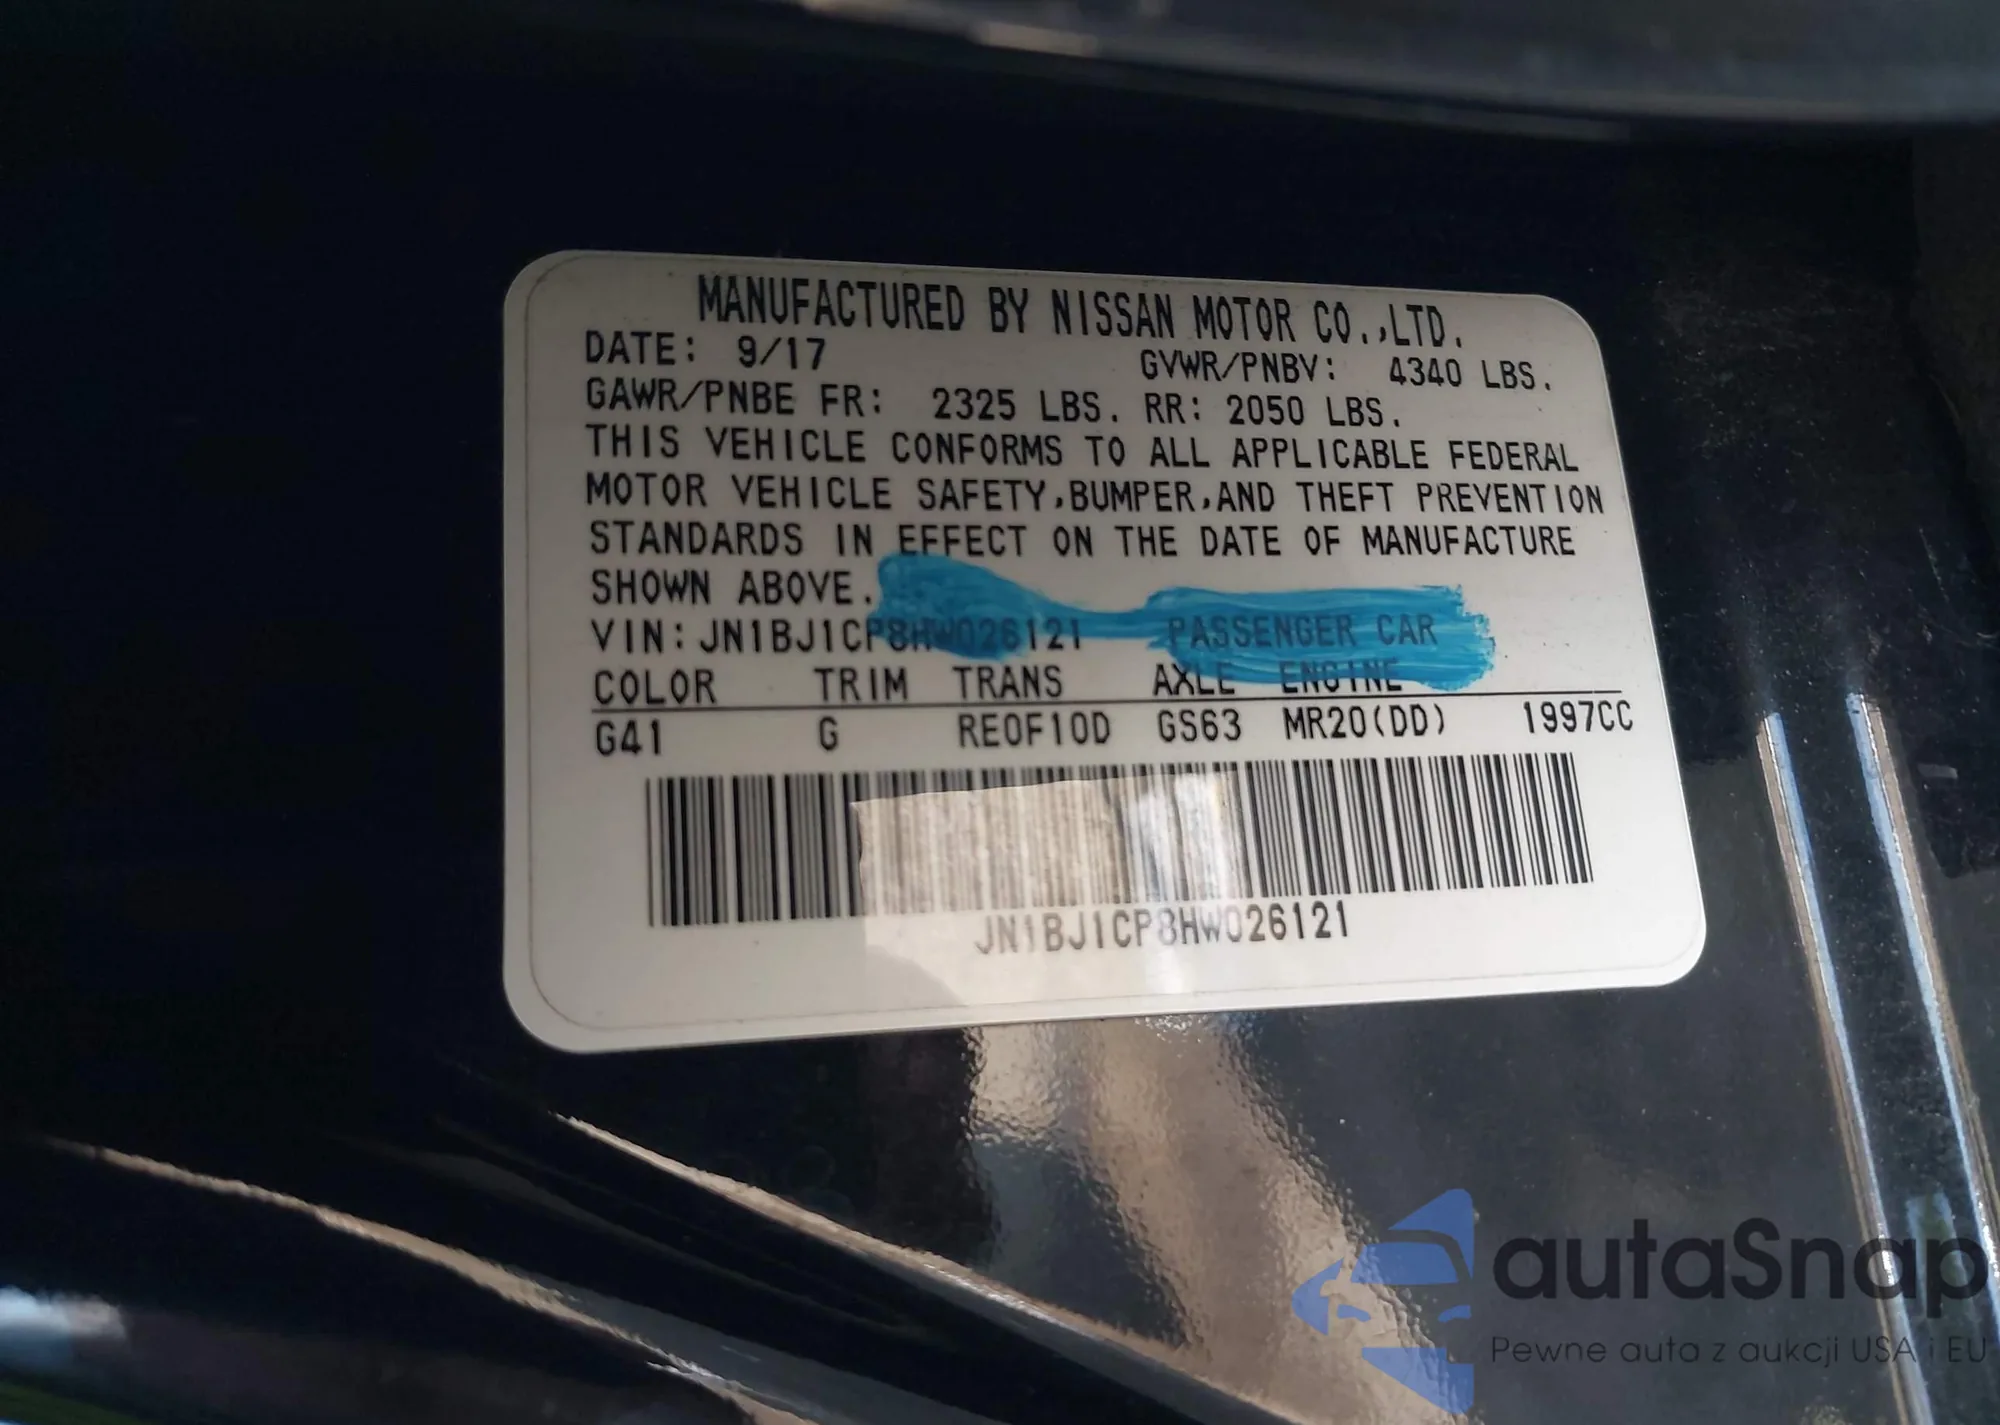 MANUFACTURED BY NISSAN MOTOR CO.,LTD.
DATE: 9/17 GVWR/PNBV: 4340 LBS.
GAWR/PNBE FR: 2325 LBS. RR: 2050 LBS.
THIS VEHICLE CONFORMS TO ALL APPLICABLE FEDERAL
MOTOR VEHICLE SAFETY,BUMPER,AND THEFT PREVENTION
STANDARDS IN EFFECT ON THE DATE OF MANUFACTURE
SHOWN ABOVE.
VIN: JN1BJ1CP8HW026121 PASSENGER CAR
COLOR TRIM TRANS AXLE ENGINE
G41 G RE0F10D GS63 MR20(DD) 1997CC
JN1BJ1CP8HW026121
autaSnap
Pewne auta z aukcji USA i EU